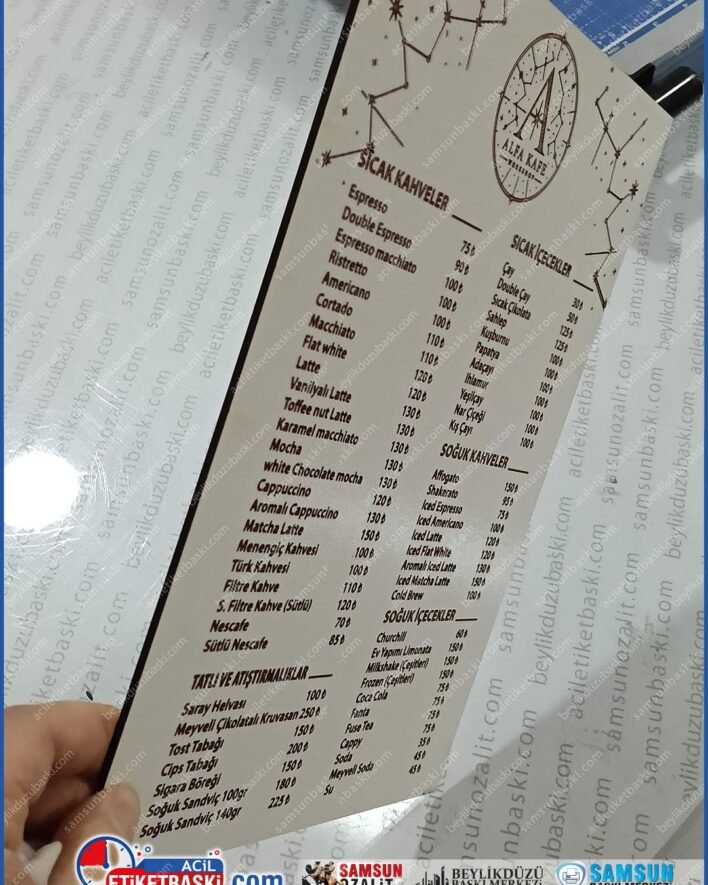 ALFA KAFE
WORKSHOP
SICAK KAHVELER
Espresso 75 ₺
Double Espresso 90 ₺
Espresso macchiato 100 ₺
Ristretto 100 ₺
Americano 100 ₺
Cortado 110 ₺
Macchiato 110 ₺
Flat white 120 ₺
Latte 120 ₺
Vanilyalı Latte 130 ₺
Toffee nut Latte 130 ₺
Karamel macchiato 130 ₺
Mocha 130 ₺
white Chocolate mocha 130 ₺
Cappuccino 120 ₺
Aromalı Cappuccino 130 ₺
Matcha Latte 150 ₺
Menengiç Kahvesi 100 ₺
Türk Kahvesi 100 ₺
Filtre Kahve 110 ₺
S. Filtre Kahve (Sütlü) 120 ₺
Nescafe 70 ₺
Sütlü Nescafe 85 ₺
TATLI VE ATIŞTIRMALIKLAR
Saray Helvası 100 ₺
Meyveli Çikolatalı Kruvasan 250 ₺
Tost Tabağı 150 ₺
Cips Tabağı 200 ₺
Sigara Böreği 150 ₺
Soğuk Sandviç 100gr 180 ₺
Soğuk Sandviç 140gr 225 ₺
SICAK İÇECEKLER
Çay 30 ₺
Double Çay 50 ₺
Sıcak Çikolata 125 ₺
Sahlep 125 ₺
Kuşburnu 100 ₺
Papatya 100 ₺
Adaçayı 100 ₺
Ihlamur 100 ₺
Yeşilçay 100 ₺
Nar Çiçeği 100 ₺
Kış Çayı 100 ₺
SOĞUK KAHVELER
Affogato 150 ₺
Shakerato 95 ₺
Iced Espresso 75 ₺
Iced Americano 100 ₺
Iced Latte 120 ₺
Iced Flat White 120 ₺
Aromalı Iced Latte 130 ₺
Iced Matcha Latte 150 ₺
Cold Brew 100 ₺
SOĞUK İÇECEKLER
Churchill 60 ₺
Ev Yapımı Limonata 150 ₺
Milkshake (Çeşitleri) 150 ₺
Frozen (Çeşitleri) 150 ₺
Coca Cola 75 ₺
Fanta 75 ₺
Fuse Tea 75 ₺
Cappy 75 ₺
Soda 35 ₺
Meyveli Soda 45 ₺
Su 45 ₺
samsunozalit.com beylikduzubaski.com aciletiketbaski.com samsunbaski.com
ACİL
ETİKETBASKI.com
SAMSUN
OZALİT
BEYLİKDÜZÜ
BASKI MERKEZİ
SAMSUN